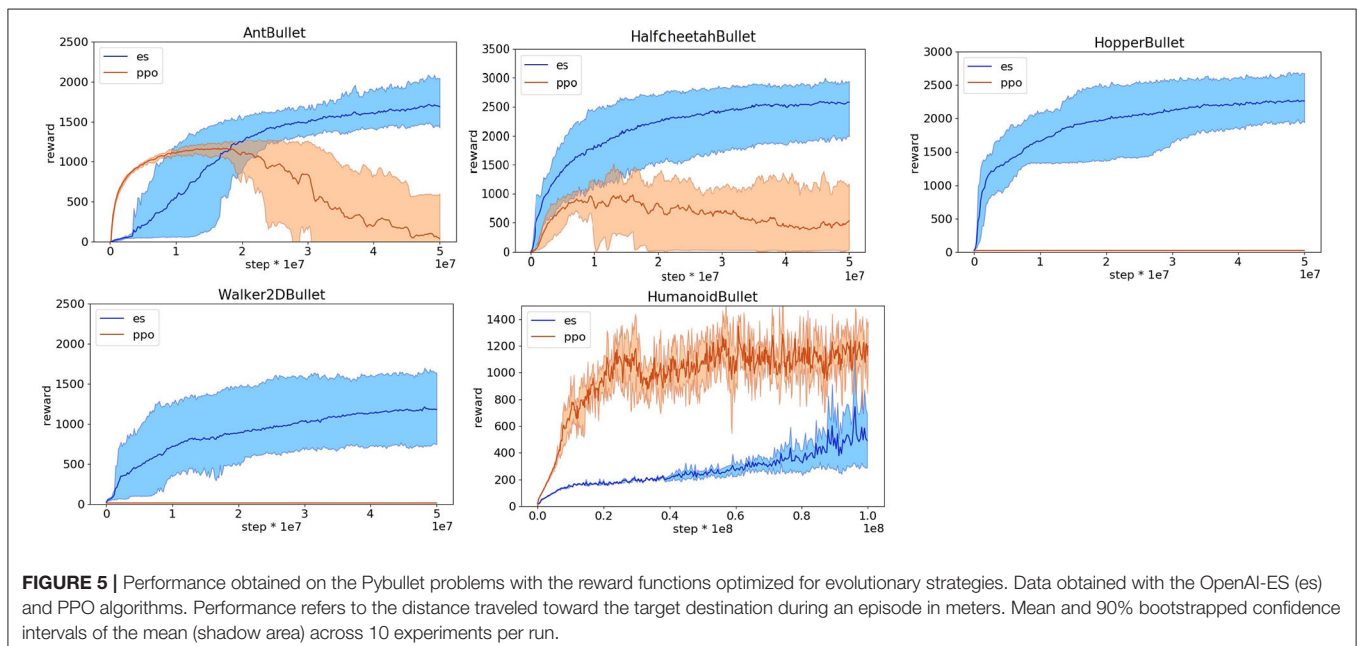 AntBullet
2500
2000
1500
1000
500
0
reward
es
ppo
0 1 2 3 4 5
step * 1e7
1e7
HalfcheetahBullet
3500
3000
2500
2000
1500
1000
500
0
reward
es
ppo
0 1 2 3 4 5
step * 1e7
1e7
HopperBullet
3000
2500
2000
1500
1000
500
0
reward
es
ppo
0 1 2 3 4 5
step * 1e7
1e7
Walker2DBullet
2500
2000
1500
1000
500
0
reward
es
ppo
0 1 2 3 4 5
step * 1e7
1e7
HumanoidBullet
1400
1200
1000
800
600
400
200
0
reward
es
ppo
0.0 0.2 0.4 0.6 0.8 1.0
step * 1e8
1e8
FIGURE 5 | Performance obtained on the Pybullet problems with the reward functions optimized for evolutionary strategies. Data obtained with the OpenAI-ES (es)
and PPO algorithms. Performance refers to the distance traveled toward the target destination during an episode in meters. Mean and 90% bootstrapped confidence
intervals of the mean (shadow area) across 10 experiments per run.